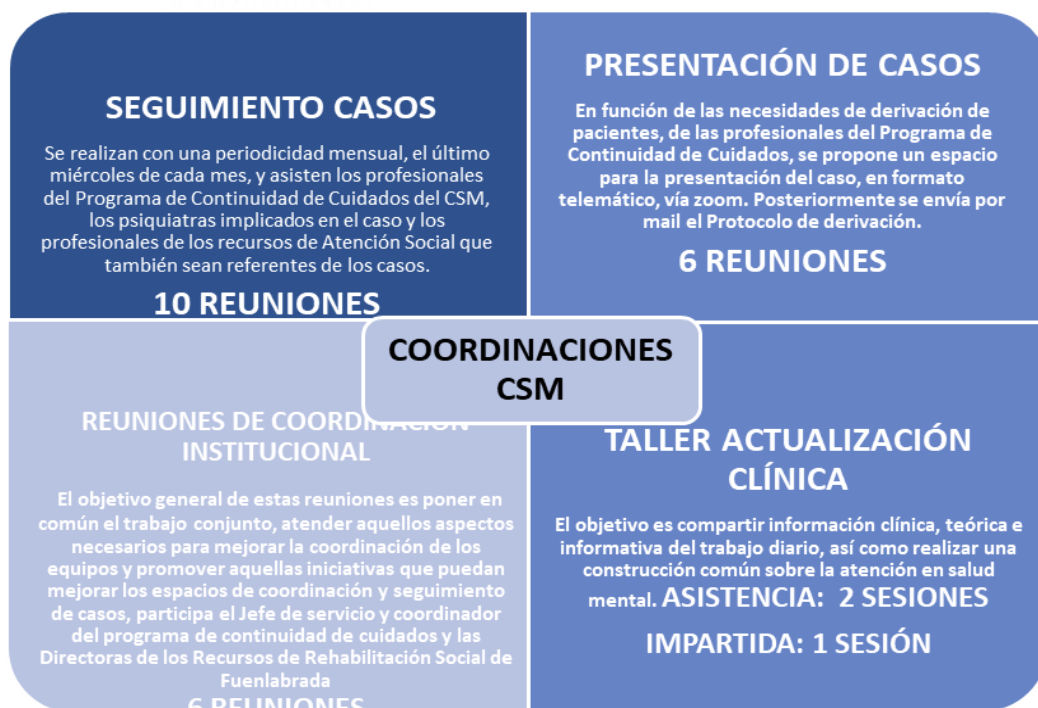 SEGUIMIENTO CASOS
Se realizan con una periodicidad mensual, el último
miércoles de cada mes, y asisten los profesionales
del Programa de Continuidad de Cuidados del CSM,
los psiquiatras implicados en el caso y los
profesionales de los recursos de Atención Social que
también sean referentes de los casos.
10 REUNIONES
PRESENTACIÓN DE CASOS
En función de las necesidades de derivación de
pacientes, de las profesionales del Programa de
Continuidad de Cuidados, se propone un espacio
para la presentación del caso, en formato
telemático, vía zoom. Posteriormente se envía por
mail el Protocolo de derivación.
6 REUNIONES
COORDINACIONES
CSM
REUNIONES DE COORDINACIÓN
INSTITUCIONAL
El objetivo general de estas reuniones es poner en
común el trabajo conjunto, atender aquellos aspectos
necesarios para mejorar la coordinación de los
equipos y promover aquellas iniciativas que puedan
mejorar los espacios de coordinación y seguimiento
de casos, participa el Jefe de servicio y coordinador
del programa de continuidad de cuidados y las
Directoras de los Recursos de Rehabilitación Social de
Fuenlabrada
6 REUNIONES
TALLER ACTUALIZACIÓN
CLÍNICA
El objetivo es compartir información clínica, teórica e
informativa del trabajo diario, así como realizar una
construcción común sobre la atención en salud
mental. ASISTENCIA: 2 SESIONES
IMPARTIDA: 1 SESIÓN